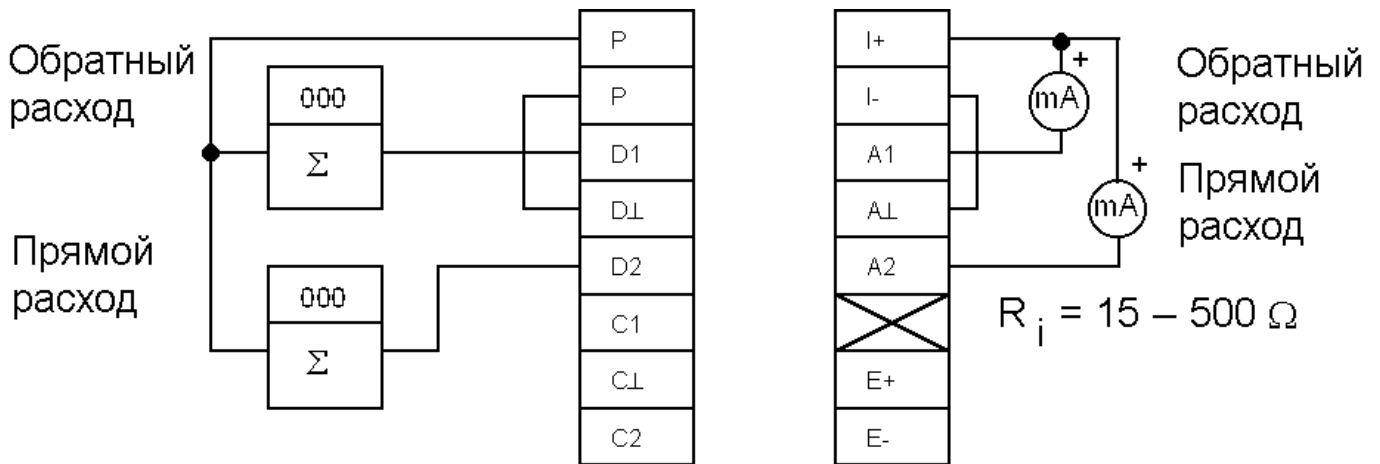 Обратный
расход
000
Σ
Прямой
расход
000
Σ
P
P
D1
D⊥
D2
C1
C⊥
C2
I+
I-
A1
A⊥
A2
E+
E-
+
mA
Обратный
расход
+
mA
Прямой
расход
R i = 15 – 500 Ω